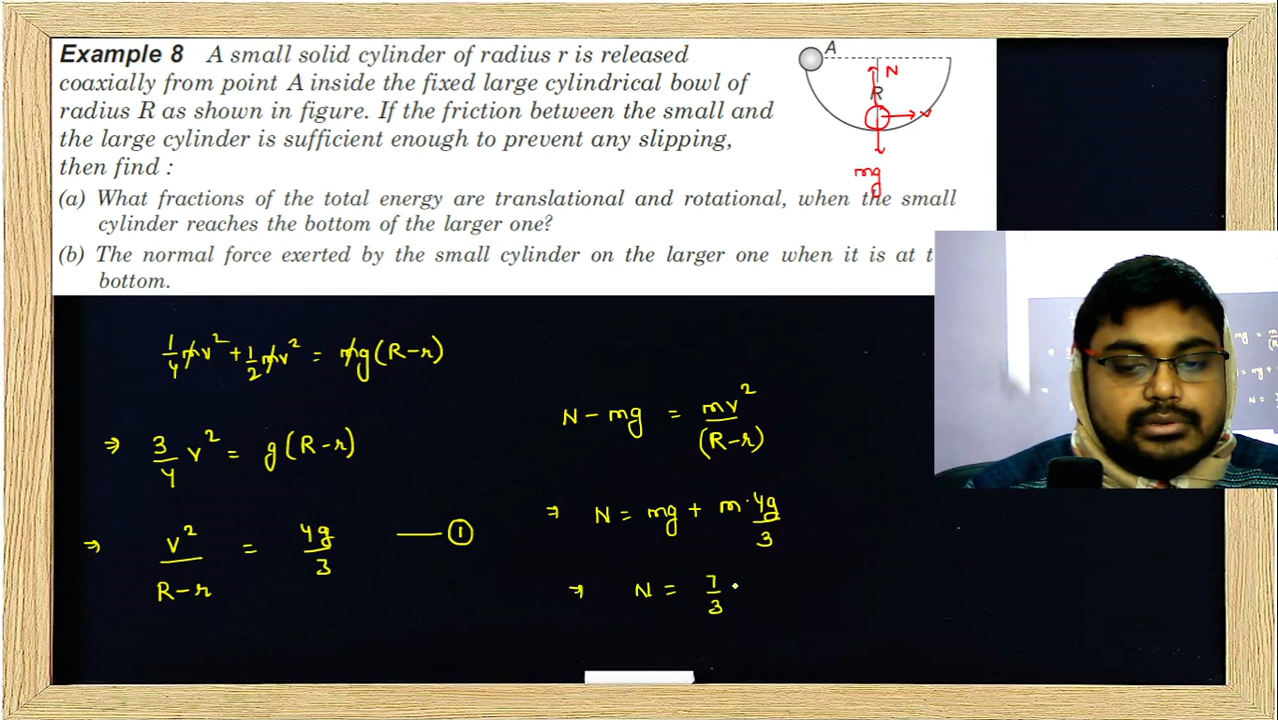 Example 8 A small solid cylinder of radius r is released
coaxially from point A inside the fixed large cylindrical bowl of
radius R as shown in figure. If the friction between the small and
the large cylinder is sufficient enough to prevent any slipping,
then find :
(a) What fractions of the total energy are translational and rotational, when the small
cylinder reaches the bottom of the larger one?
(b) The normal force exerted by the small cylinder on the larger one when it is at t
bottom.
A
N
R
v
mg
1/4 mv² + 1/2 mv² = mg(R-r)
⇒ 3/4 v² = g(R-r)
⇒ v²/R-r = 4g/3 —— ①
N - mg = mv²/(R-r)
⇒ N = mg + m·4g/3
⇒ N = 7/3